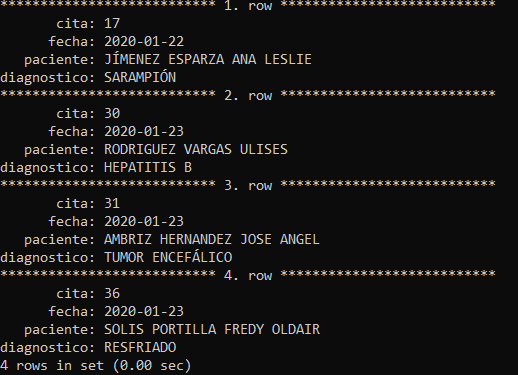 *************************** 1. row ***************************
cita: 17
fecha: 2020-01-22
paciente: JÍMENEZ ESPARZA ANA LESLIE
diagnostico: SARAMPIÓN
*************************** 2. row ***************************
cita: 30
fecha: 2020-01-23
paciente: RODRIGUEZ VARGAS ULISES
diagnostico: HEPATITIS B
*************************** 3. row ***************************
cita: 31
fecha: 2020-01-23
paciente: AMBRIZ HERNANDEZ JOSE ANGEL
diagnostico: TUMOR ENCEFÁLICO
*************************** 4. row ***************************
cita: 36
fecha: 2020-01-23
paciente: SOLIS PORTILLA FREDY OLDAIR
diagnostico: RESFRIADO
4 rows in set (0.00 sec)